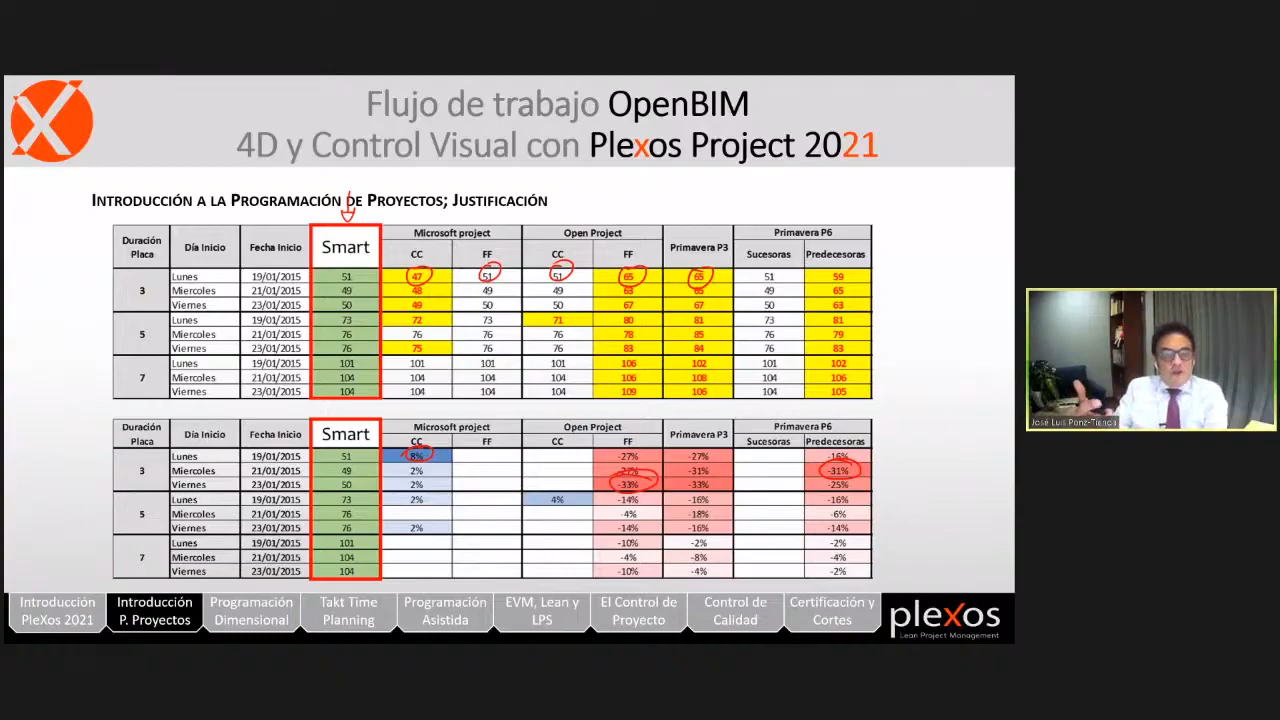 Flujo de trabajo OpenBIM
4D y Control Visual con Plexos Project 2021
INTRODUCCIÓN A LA PROGRAMACIÓN DE PROYECTOS; JUSTIFICACIÓN
Duración Placa Día Inicio Fecha Inicio Smart Microsoft project Open Project Primavera P3 Primavera P6
CC FF CC FF Sucesoras Predecesoras
3 Lunes 19/01/2015 51 47 51 51 65 65 51 59
Miercoles 21/01/2015 49 48 49 49 63 65 49 65
Viernes 23/01/2015 50 49 50 50 67 67 50 63
5 Lunes 19/01/2015 73 72 73 71 80 81 73 81
Miercoles 21/01/2015 76 76 76 76 78 85 76 79
Viernes 23/01/2015 76 75 76 76 83 84 76 83
7 Lunes 19/01/2015 101 101 101 101 106 102 101 102
Miercoles 21/01/2015 104 104 104 104 106 108 104 106
Viernes 23/01/2015 104 104 104 104 109 106 104 105
Duración Placa Día Inicio Fecha Inicio Smart Microsoft project Open Project Primavera P3 Primavera P6
CC FF CC FF Sucesoras Predecesoras
3 Lunes 19/01/2015 51 8% -27% -27% -16%
Miercoles 21/01/2015 49 2% -27% -31% -31%
Viernes 23/01/2015 50 2% -33% -33% -25%
5 Lunes 19/01/2015 73 2% 4% -14% -16% -16%
Miercoles 21/01/2015 76 -4% -18% -6%
Viernes 23/01/2015 76 2% -14% -16% -14%
7 Lunes 19/01/2015 101 -10% -2% -2%
Miercoles 21/01/2015 104 -4% -8% -4%
Viernes 23/01/2015 104 -10% -4% -2%
Introducción PleXos 2021
Introducción P. Proyectos
Programación Dimensional
Takt Time Planning
Programación Asistida
EVM, Lean y LPS
El Control de Proyecto
Control de Calidad
Certificación y Cortes
plexos
Lean Project Management
José Luis Ponz-Tienda